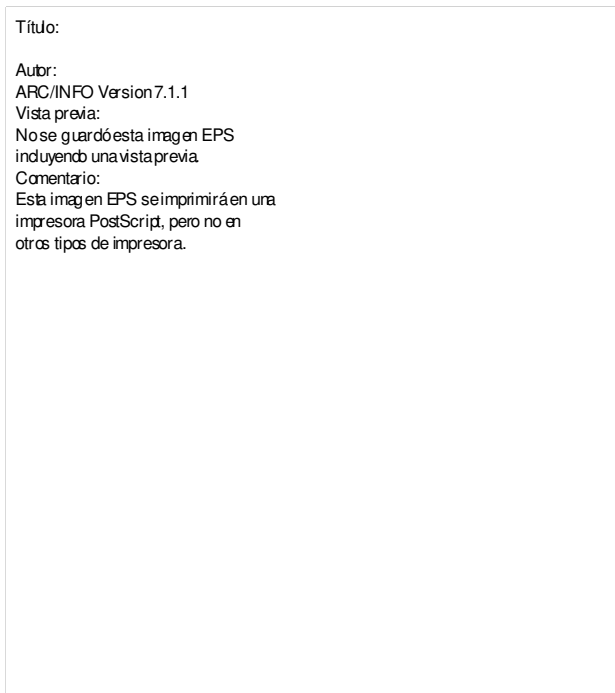 Título:
Autor:
ARC/INFO Version 7.1.1
Vista previa:
No se guardó esta imagen EPS
incluyendo una vista previa.
Comentario:
Esta imagen EPS se imprimirá en una
impresora PostScript, pero no en
otros tipos de impresora.